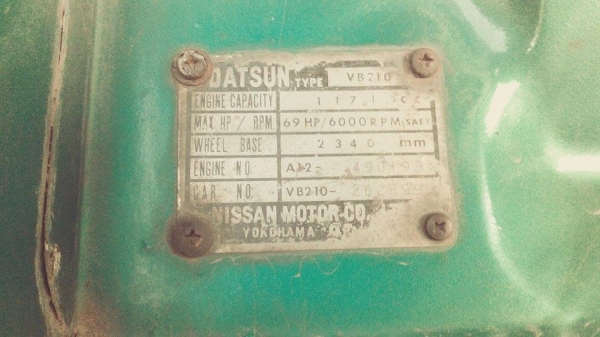 DATSUN TYPE VB210
ENGINE CAPACITY 1171 cc
MAX HP/RPM 69 HP/6000 RPM (SAE)
WHEEL BASE 2340 mm
ENGINE NO. A12-
CAR NO. VB210-
NISSAN MOTOR CO.
YOKOHAMA